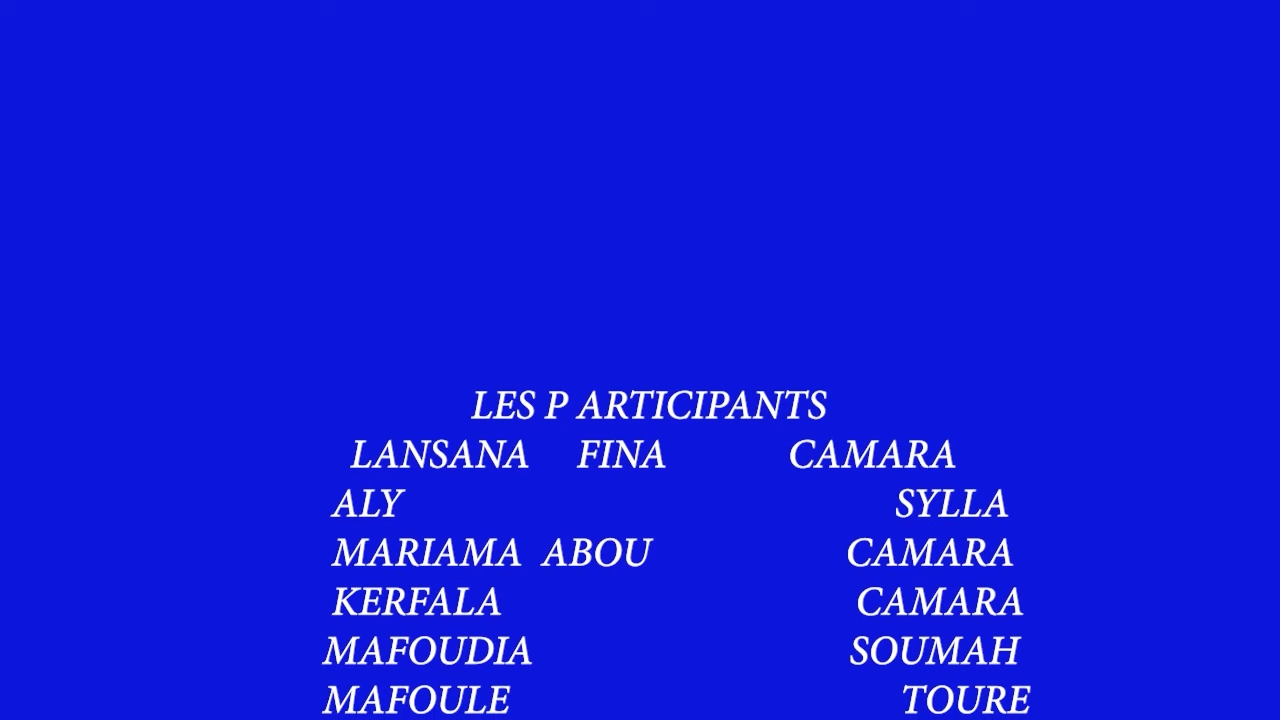 LES P ARTICIPANTS
LANSANA FINA CAMARA
ALY SYLLA
MARIAMA ABOU CAMARA
KERFALA CAMARA
MAFOUDIA SOUMAH
MAFOULE TOURE